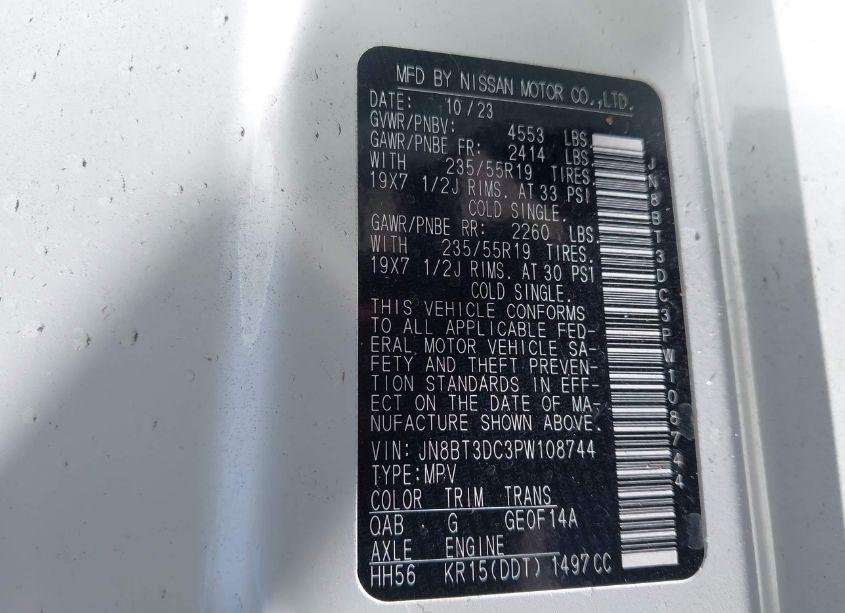 MFD BY NISSAN MOTOR CO.,LTD.
DATE: 10/23
GVWR/PNBV: 4553 LBS.
GAWR/PNBE FR: 2414 LBS.
WITH 235/55R19 TIRES.
19X7 1/2J RIMS. AT 33 PSI
COLD SINGLE.
GAWR/PNBE RR: 2260 LBS.
WITH 235/55R19 TIRES.
19X7 1/2J RIMS. AT 30 PSI
COLD SINGLE.
THIS VEHICLE CONFORMS
TO ALL APPLICABLE FED-
ERAL MOTOR VEHICLE SA-
FETY AND THEFT PREVEN-
TION STANDARDS IN EFF-
ECT ON THE DATE OF MA-
NUFACTURE SHOWN ABOVE.
VIN: JN8BT3DC3PW108744
TYPE:MPV
COLOR TRIM TRANS
QAB G GE0F14A
AXLE ENGINE
HH56 KR15(DDT) 1497CC
JN8BT3DC3PW108744